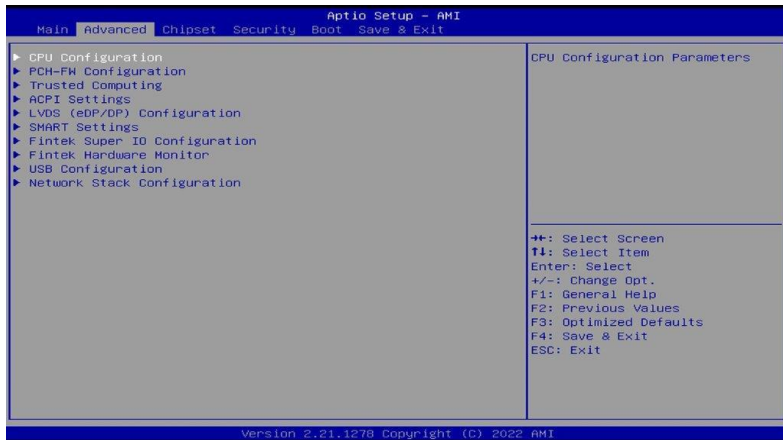 Aptio Setup – AMI
Main Advanced Chipset Security Boot Save & Exit
CPU Configuration
PCH-FW Configuration
Trusted Computing
ACPI Settings
LVDS (eDP/DP) Configuration
SMART Settings
Fintek Super IO Configuration
Fintek Hardware Monitor
USB Configuration
Network Stack Configuration
CPU Configuration Parameters
→←: Select Screen
↑↓: Select Item
Enter: Select
+/-: Change Opt.
F1: General Help
F2: Previous Values
F3: Optimized Defaults
F4: Save & Exit
ESC: Exit
Version 2.21.1278 Copyright (C) 2022 AMI